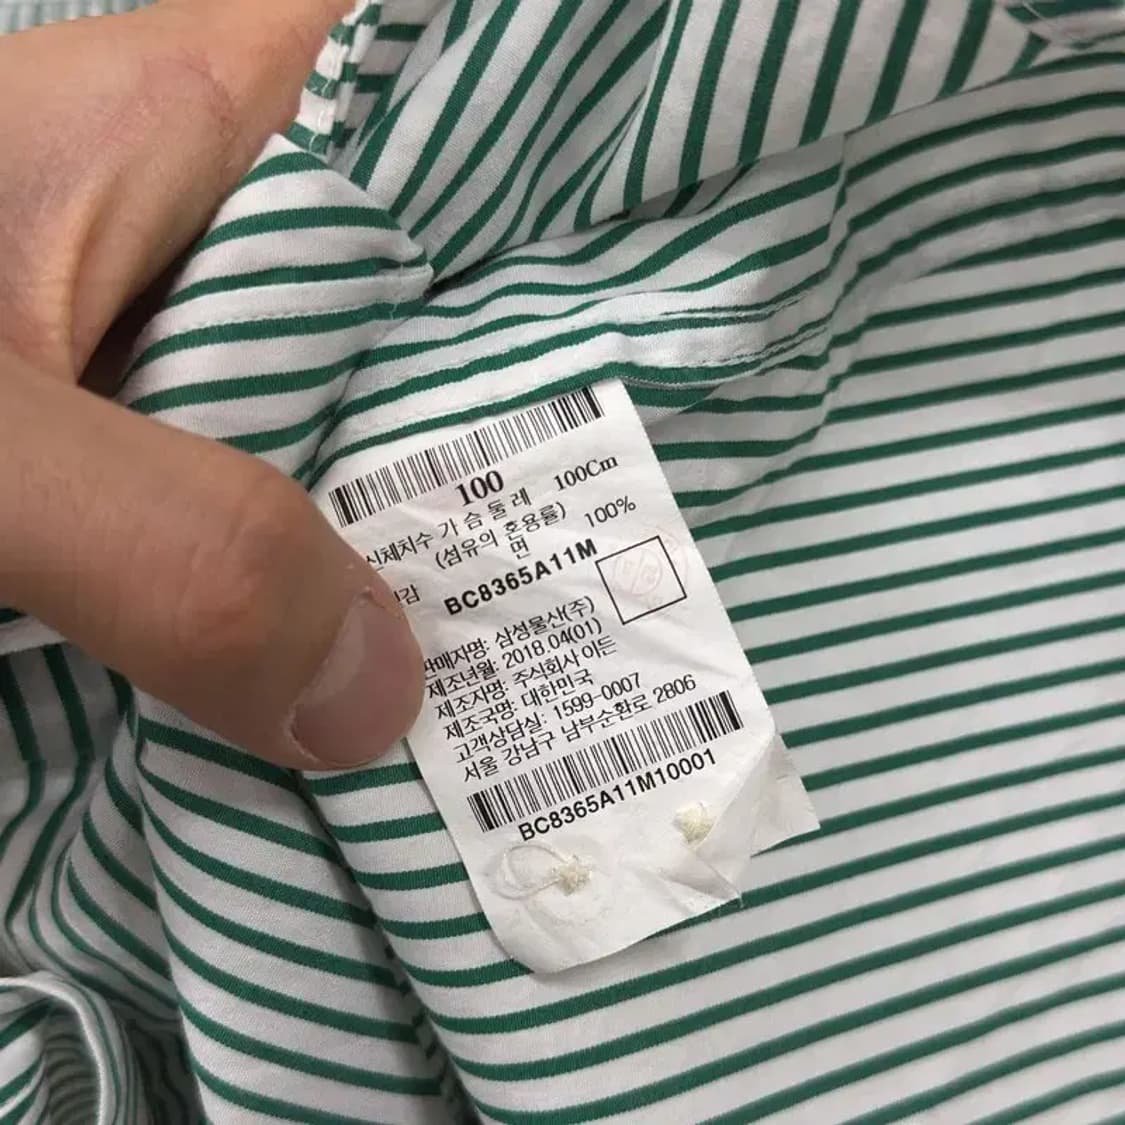 100
신체치수 가 슴 둘 레 100Cm
(섬유의 혼용률)
면 100%
감
BC8365A11M
판매자명: 삼성물산(주)
제조년월: 2018.04(01)
제조자명: 주식회사 이든
제조국명: 대한민국
고객상담실: 1599-0007
서울 강남구 남부순환로 2806
BC8365A11M10001